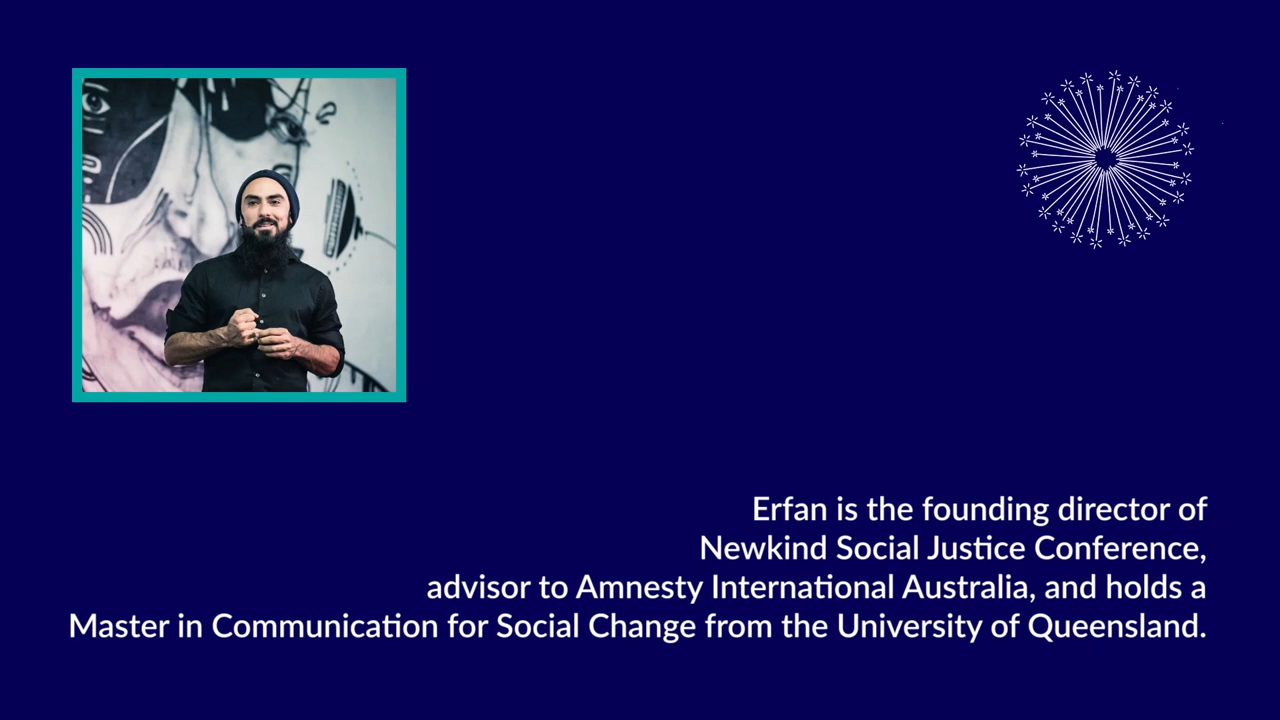 Erfan is the founding director of
Newkind Social Justice Conference,
advisor to Amnesty International Australia, and holds a
Master in Communication for Social Change from the University of Queensland.